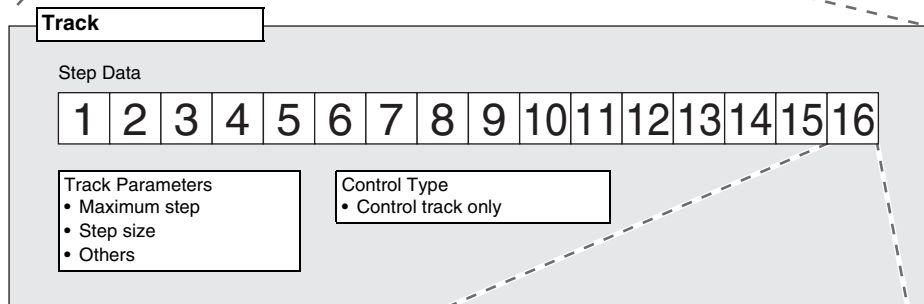 Track
Step Data
1 2 3 4 5 6 7 8 9 10 11 12 13 14 15 16
Track Parameters
• Maximum step
• Step size
• Others
Control Type
• Control track only